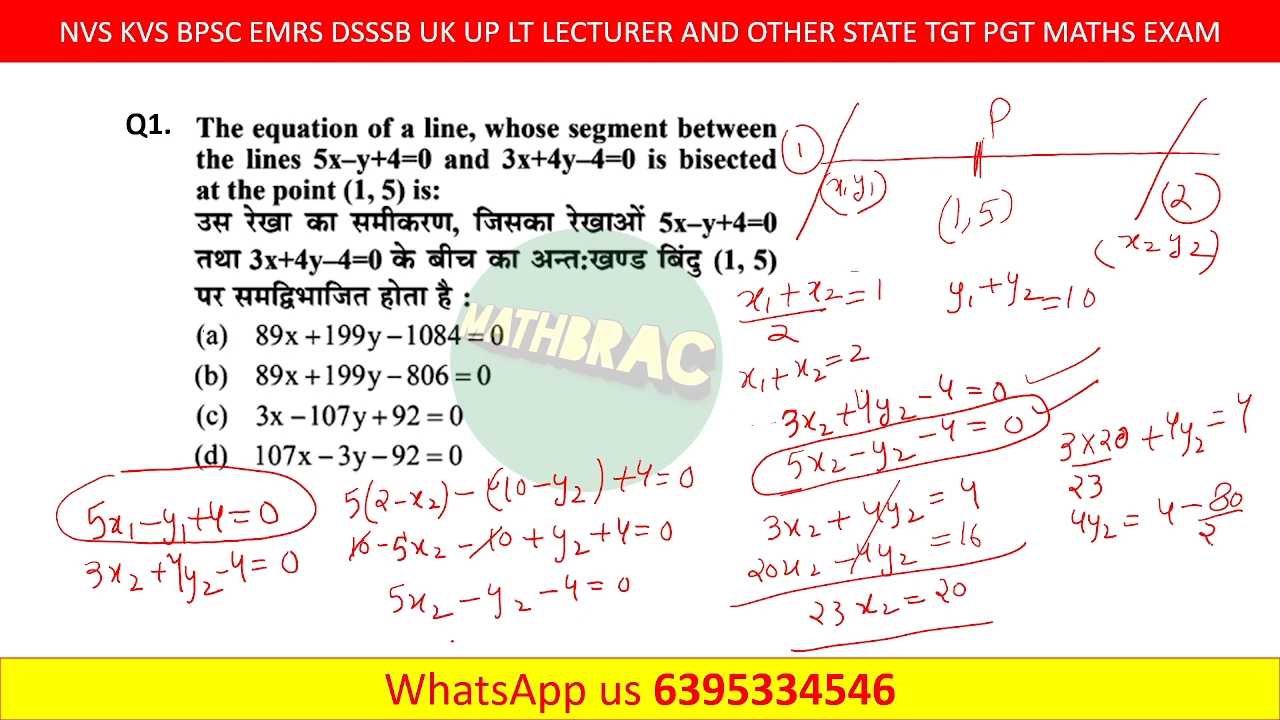 NVS KVS BPSC EMRS DSSSB UK UP LT LECTURER AND OTHER STATE TGT PGT MATHS EXAM
Q1. The equation of a line, whose segment between
the lines 5x–y+4=0 and 3x+4y–4=0 is bisected
at the point (1, 5) is:
उस रेखा का समीकरण, जिसका रेखाओं 5x–y+4=0
तथा 3x+4y–4=0 के बीच का अन्त:खण्ड बिंदु (1, 5)
पर समद्विभाजित होता है :
(a) 89x+199y–1084=0
(b) 89x+199y–806=0
(c) 3x–107y+92=0
(d) 107x–3y–92=0
MATHBRAC
P
1
(x₁y₁)
(1,5)
2
(x₂ y₂)
x₁+x₂/2=1
y₁+y₂=10
x₁+x₂=2
3x₂+4y₂-4=0
5x₂-y₂-4=0
3x₂+4y₂=4
20x₂-4y₂=16
23x₂=20
3×20/23+4y₂=4
4y₂=4-80/2
5x₁-y₁+4=0
3x₂+4y₂-4=0
5(2-x₂)-(10-y₂)+4=0
10-5x₂-10+y₂+4=0
5x₂-y₂-4=0
WhatsApp us 6395334546